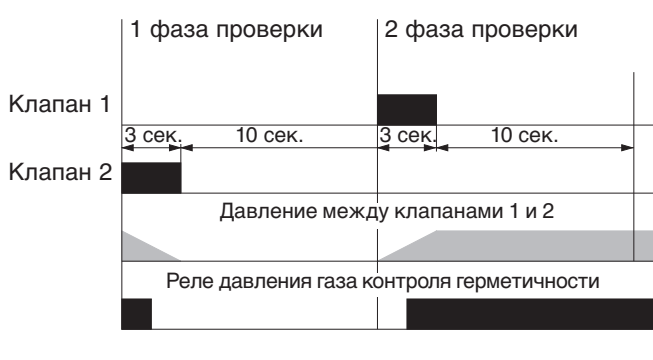 1 фаза проверки
2 фаза проверки
Клапан 1
3 сек.
10 сек.
3 сек.
10 сек.
Клапан 2
Давление между клапанами 1 и 2
Реле давления газа контроля герметичности